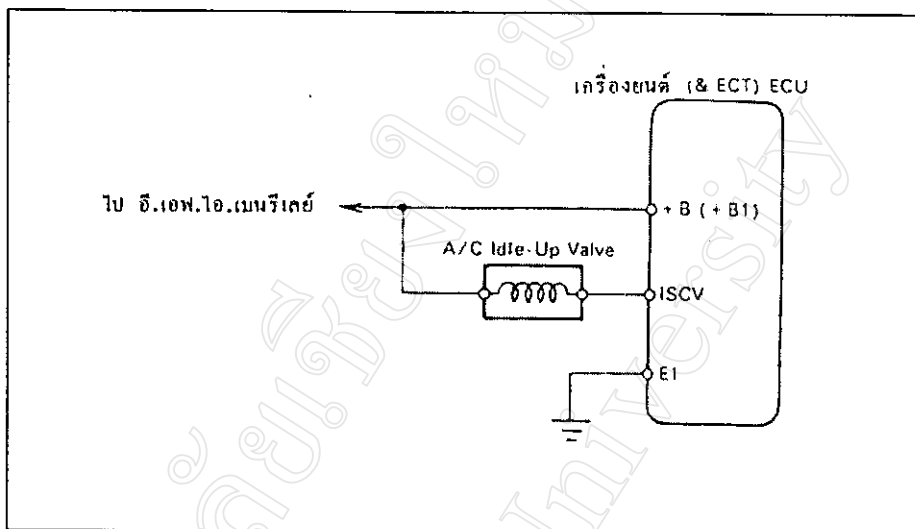 เครื่องยนต์ (& ECT) ECU
ไป อี.เอฟ.ไอ.เมนรีเลย์
+ B ( + B1)
A/C Idle-Up Valve
ISCV
E1
University